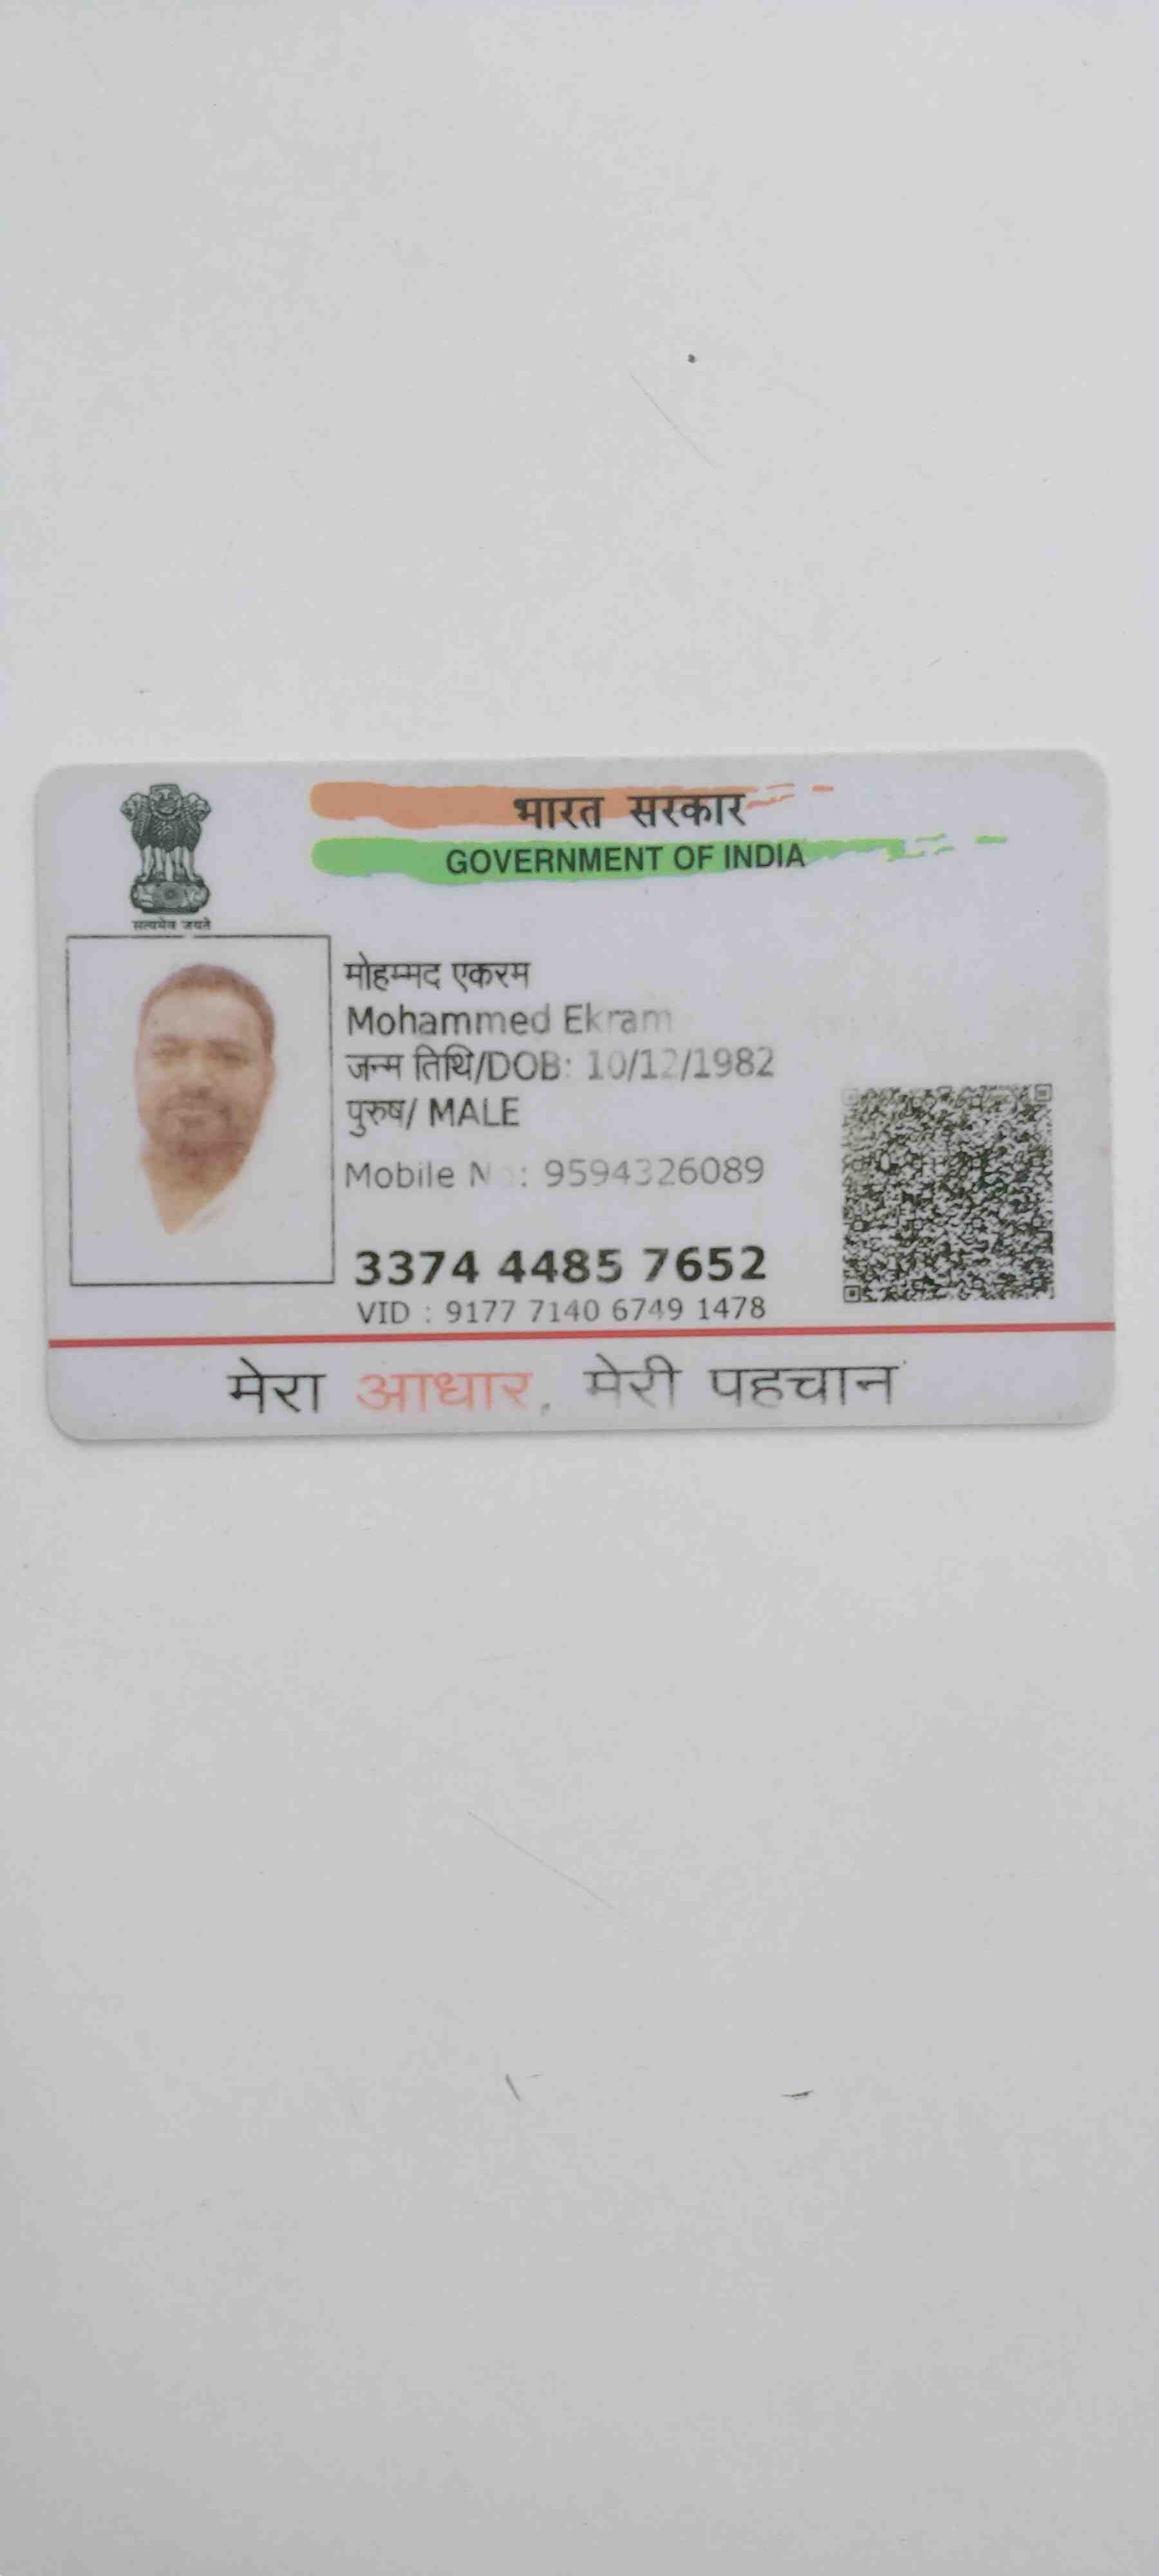 भारत सरकार
GOVERNMENT OF INDIA
सत्यमेव जयते
मोहम्मद एकरम
Mohammed Ekram
जन्म तिथि/DOB: 10/12/1982
पुरुष/ MALE
Mobile No: 9594326089
3374 4485 7652
VID : 9177 7140 6749 1478
मेरा आधार, मेरी पहचान